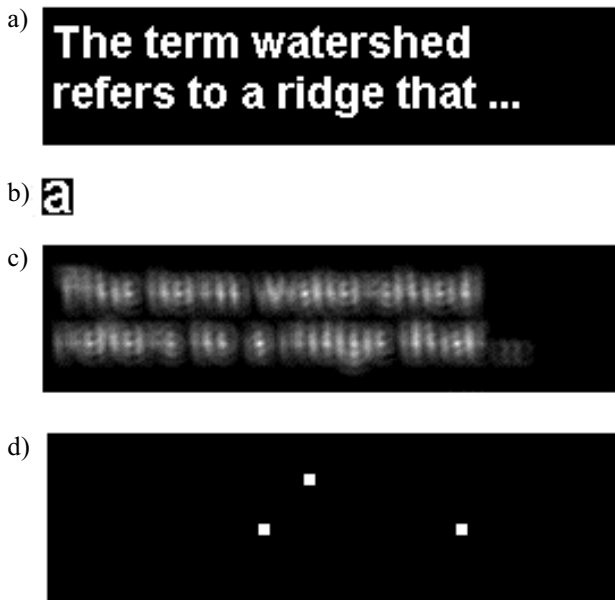 a)
The term watershed
refers to a ridge that ...
b)
a
c)
d)